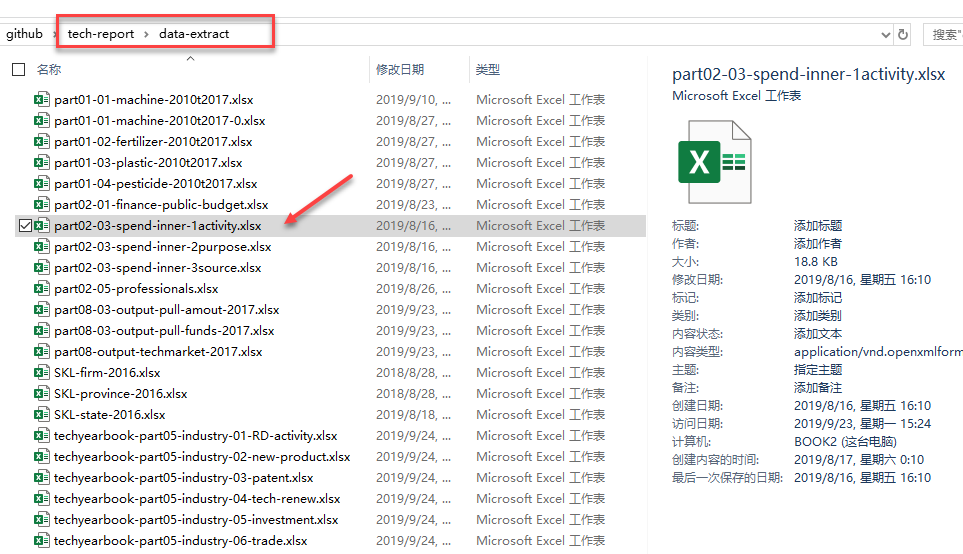 github › tech-report › data-extract 搜索"
名称 修改日期 类型
part01-01-machine-2010t2017.xlsx 2019/9/10, ... Microsoft Excel 工作表
part01-01-machine-2010t2017-0.xlsx 2019/8/27, ... Microsoft Excel 工作表
part01-02-fertilizer-2010t2017.xlsx 2019/8/27, ... Microsoft Excel 工作表
part01-03-plastic-2010t2017.xlsx 2019/8/27, ... Microsoft Excel 工作表
part01-04-pesticide-2010t2017.xlsx 2019/8/27, ... Microsoft Excel 工作表
part02-01-finance-public-budget.xlsx 2019/8/23, ... Microsoft Excel 工作表
part02-03-spend-inner-1activity.xlsx 2019/8/16, ... Microsoft Excel 工作表
part02-03-spend-inner-2purpose.xlsx 2019/8/16, ... Microsoft Excel 工作表
part02-03-spend-inner-3source.xlsx 2019/8/16, ... Microsoft Excel 工作表
part02-05-professionals.xlsx 2019/8/26, ... Microsoft Excel 工作表
part08-03-output-pull-amout-2017.xlsx 2019/9/23, ... Microsoft Excel 工作表
part08-03-output-pull-funds-2017.xlsx 2019/9/23, ... Microsoft Excel 工作表
part08-output-techmarket-2017.xlsx 2019/9/23, ... Microsoft Excel 工作表
SKL-firm-2016.xlsx 2018/8/28, ... Microsoft Excel 工作表
SKL-province-2016.xlsx 2018/8/28, ... Microsoft Excel 工作表
SKL-state-2016.xlsx 2018/8/18, ... Microsoft Excel 工作表
techyearbook-part05-industry-01-RD-activity.xlsx 2019/9/24, ... Microsoft Excel 工作表
techyearbook-part05-industry-02-new-product.xlsx 2019/9/24, ... Microsoft Excel 工作表
techyearbook-part05-industry-03-patent.xlsx 2019/9/24, ... Microsoft Excel 工作表
techyearbook-part05-industry-04-tech-renew.xlsx 2019/9/24, ... Microsoft Excel 工作表
techyearbook-part05-industry-05-investment.xlsx 2019/9/24, ... Microsoft Excel 工作表
techyearbook-part05-industry-06-trade.xlsx 2019/9/24, ... Microsoft Excel 工作表
part02-03-spend-inner-1activity.xlsx
Microsoft Excel 工作表
X
标题: 添加标题
作者: 添加作者
大小: 18.8 KB
修改日期: 2019/8/16, 星期五 16:10
标记: 添加标记
类别: 添加类别
内容状态: 添加文本
内容类型: application/vnd.openxmlform
主题: 指定主题
备注: 添加备注
创建日期: 2019/8/16, 星期五 16:10
访问日期: 2019/9/23, 星期一 15:24
计算机: BOOK2 (这台电脑)
创建内容的时间: 2019/8/17, 星期六 0:10
最后一次保存的日期: 2019/8/16, 星期五 16:10